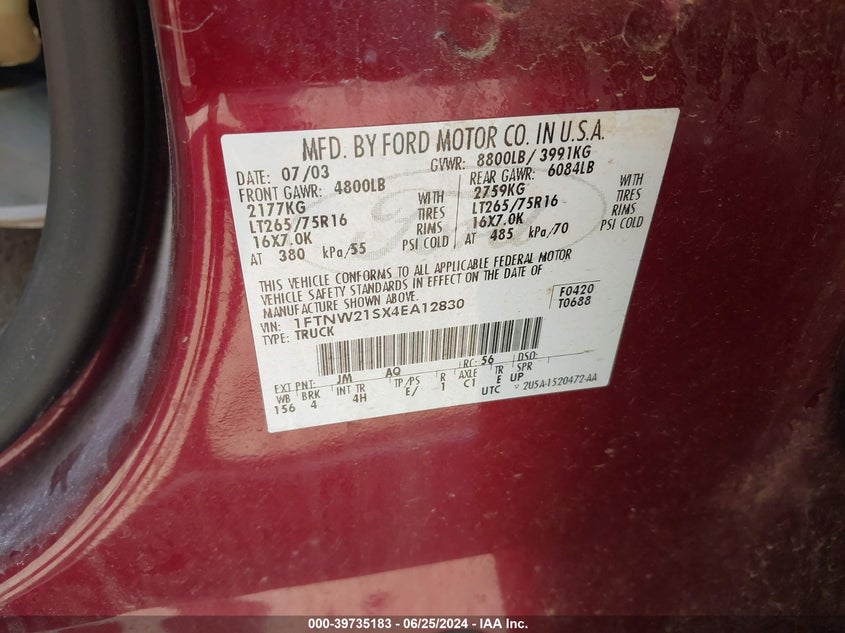 MFD. BY FORD MOTOR CO. IN U.S.A.
DATE: 07/03 GVWR: 8800LB/ 3991KG
FRONT GAWR: 4800LB REAR GAWR: 6084LB
2177KG WITH 2759KG WITH
LT265/75R16 TIRES LT265/75R16 TIRES
16X7.0K RIMS 16X7.0K RIMS
AT 380 kPa/55 PSI COLD AT 485 kPa/70 PSI COLD
THIS VEHICLE CONFORMS TO ALL APPLICABLE FEDERAL MOTOR
VEHICLE SAFETY STANDARDS IN EFFECT ON THE DATE OF
MANUFACTURE SHOWN ABOVE.
F0420
T0688
VIN: 1FTNW21SX4EA12830
TYPE: TRUCK
EXT PNT: JM AQ RC: 56 DSO:
WB BRK INT TR TP/PS R AXLE TR SPR
156 4 4H E/ 1 C1 E UP
UTC 2U5A-1520472-AA
000-39735183 - 06/25/2024 - IAA Inc.